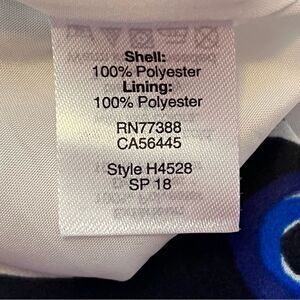 Shell:
100% Polyester
Lining:
100% Polyester
RN77388
CA56445
Style H4528
SP 18